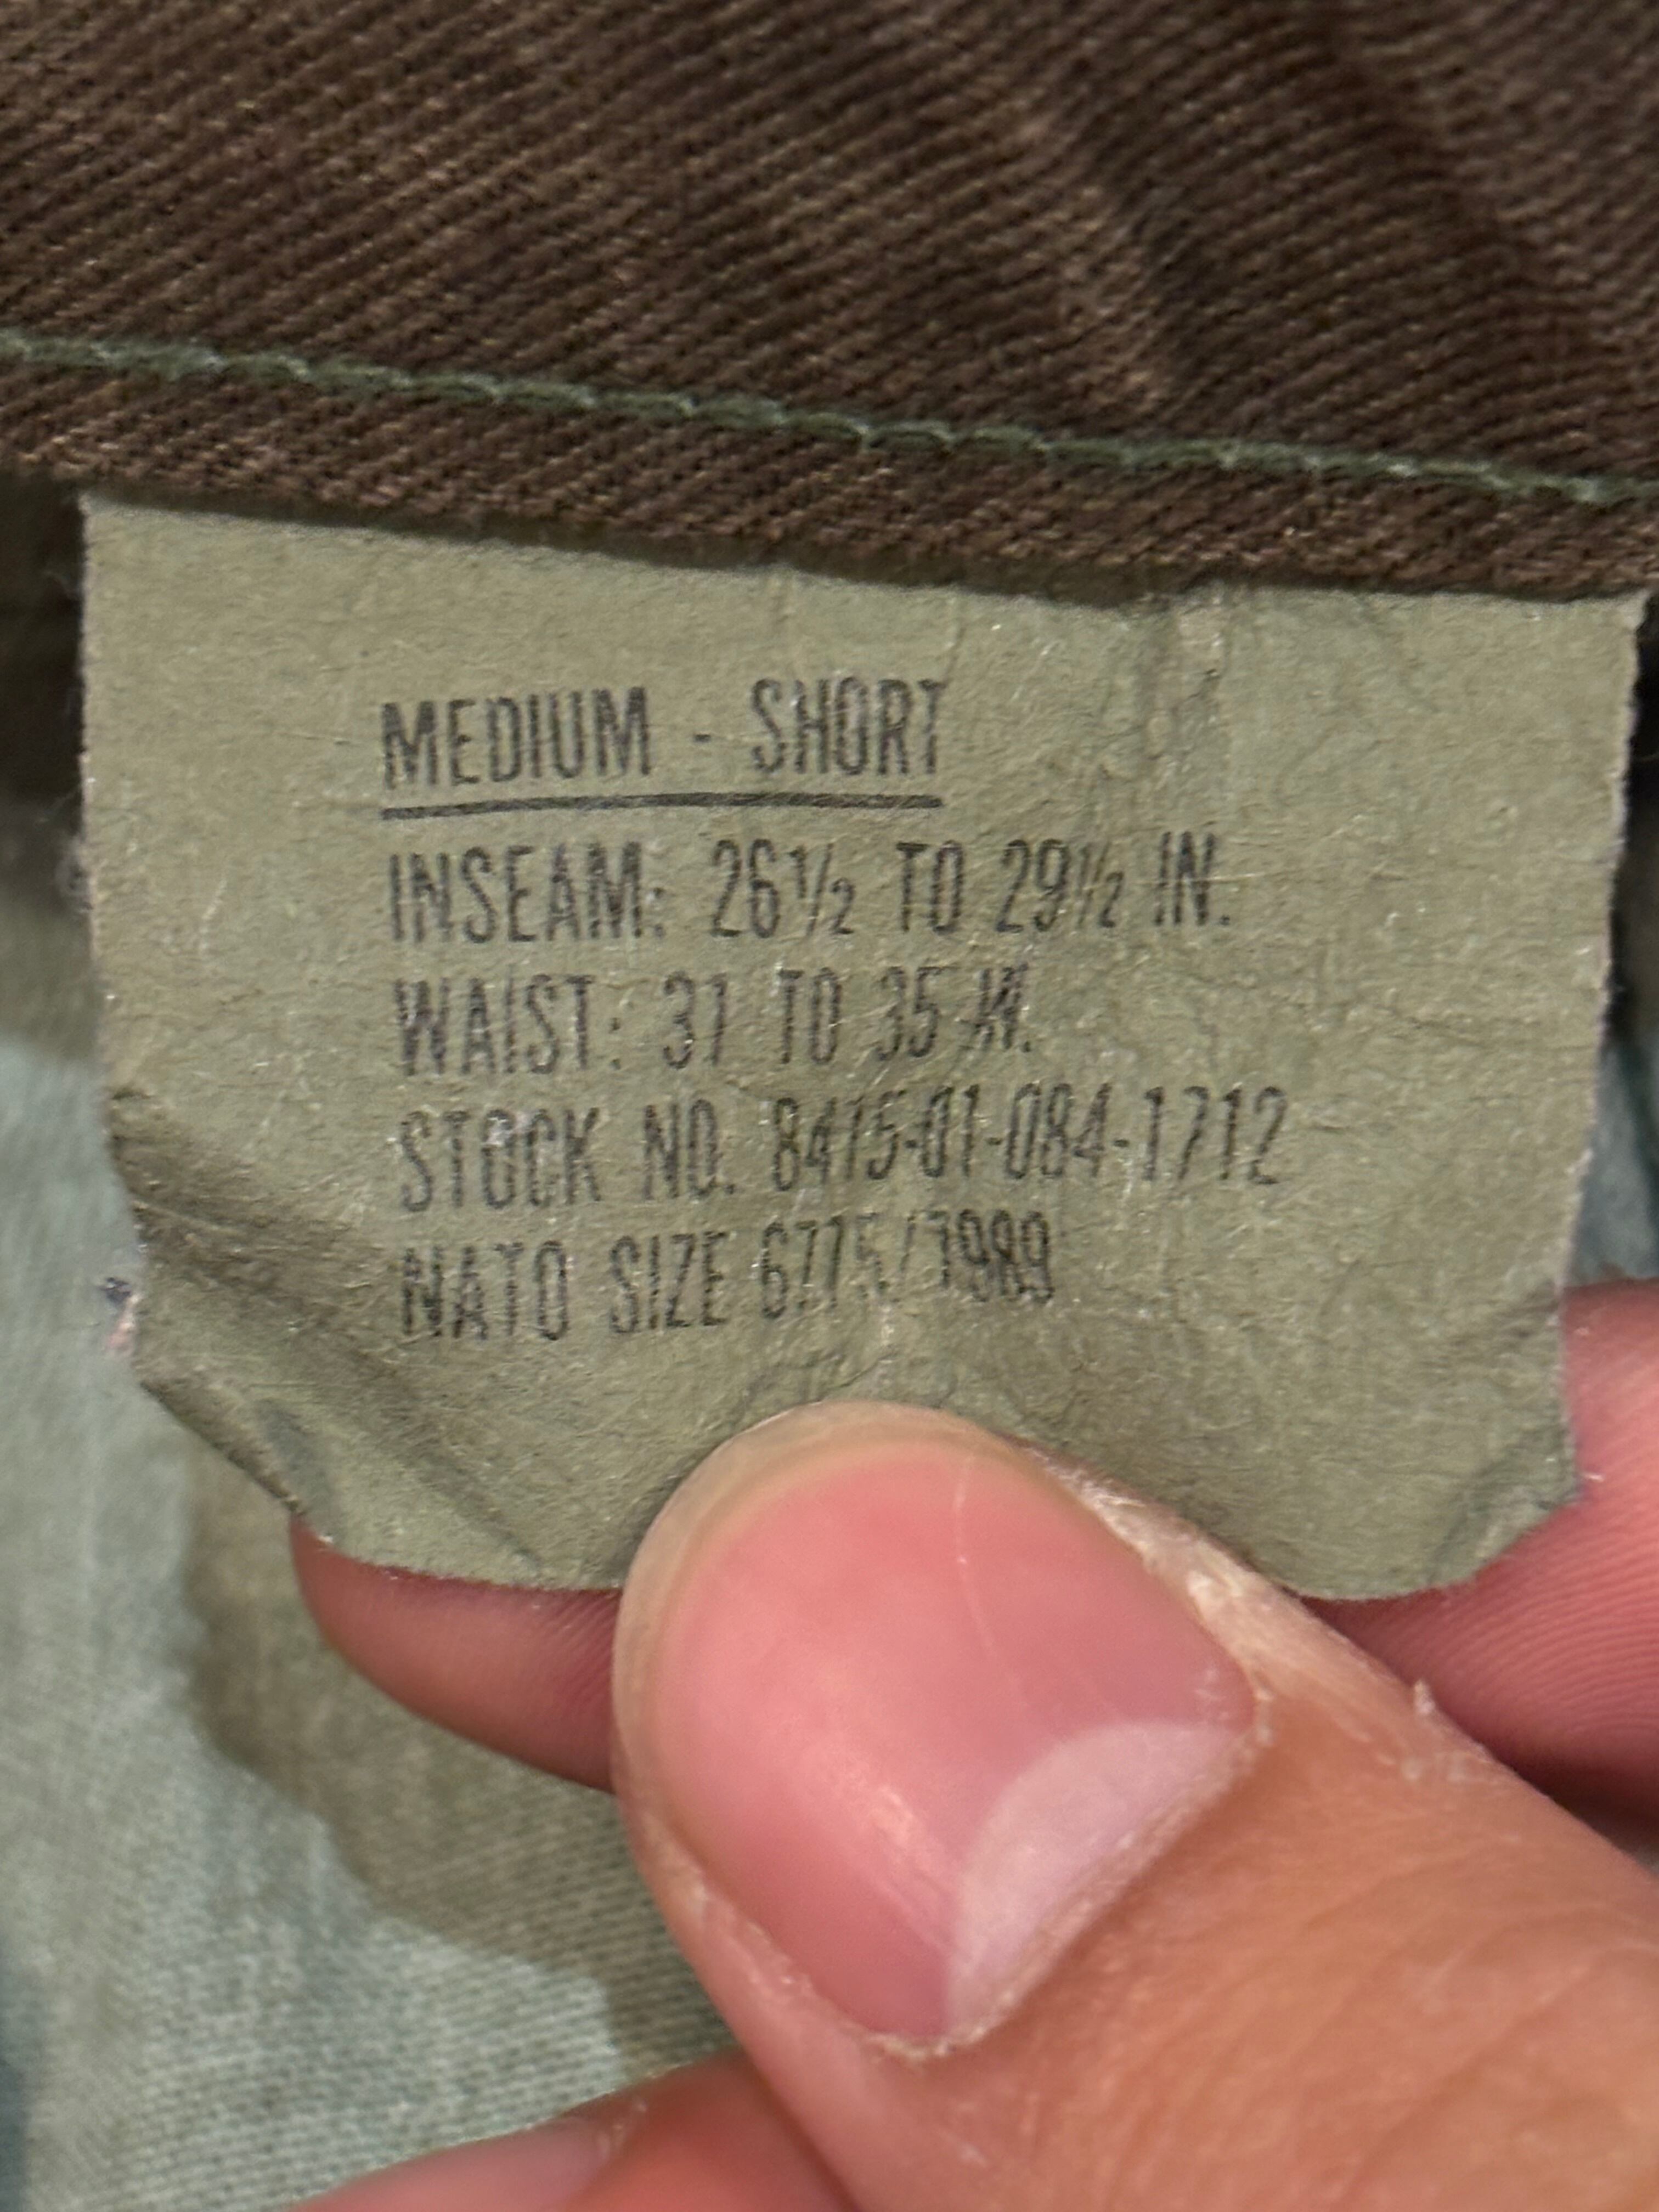 MEDIUM - SHORT
INSEAM: 26½ TO 29½ IN.
WAIST: 31 TO 35 IN.
STOCK NO. 8415-01-084-1712
NATO SIZE 6775/7989